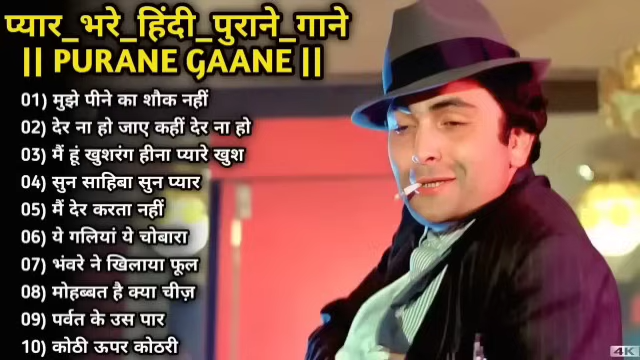 प्यार_भरे_हिंदी_पुराने_गाने
|| PURANE GAANE ||
01) मुझे पीने का शौक नहीं
02) देर ना हो जाए कहीं देर ना हो
03) मैं हूं खुशरंग हीना प्यारे खुश
04) सुन साहिबा सुन प्यार
05) मैं देर करता नहीं
06) ये गलियां ये चोबारा
07) भंवरे ने खिलाया फूल
08) मोहब्बत है क्या चीज़
09) पर्वत के उस पार
10) कोठी ऊपर कोठरी
4K